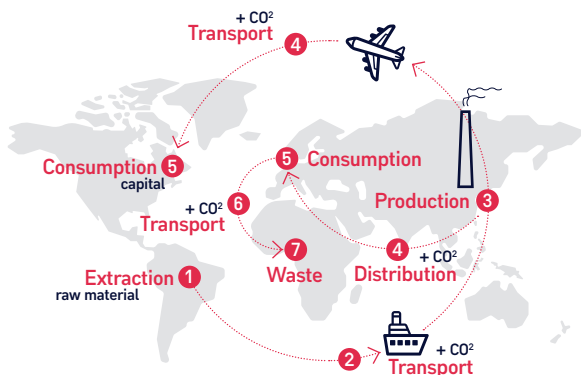 + CO²
Transport
4
Consumption 5
capital
5 Consumption
+ CO²
6
Transport
Production 3
7
Waste
4
+ CO²
Distribution
Extraction 1
raw material
2
+ CO²
Transport